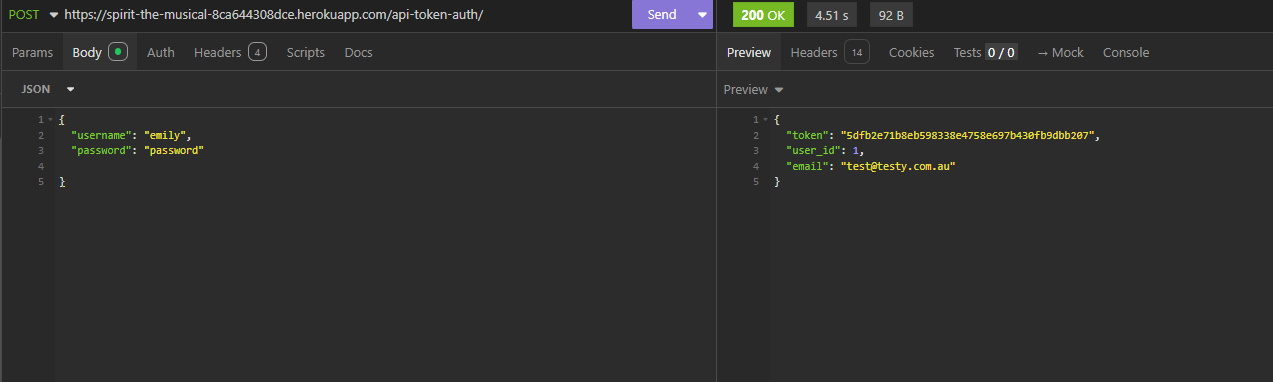 POST https://spirit-the-musical-8ca644308dce.herokuapp.com/api-token-auth/ Send
200 OK 4.51 s 92 B
Params Body Auth Headers 4 Scripts Docs
Preview Headers 14 Cookies Tests 0 / 0 → Mock Console
JSON
Preview
1 {
2 "username": "emily",
3 "password": "password"
4
5 }
1 {
2 "token": "5dfb2e71b8eb598338e4758e697b430fb9dbb207",
3 "user_id": 1,
4 "email": "test@testy.com.au"
5 }